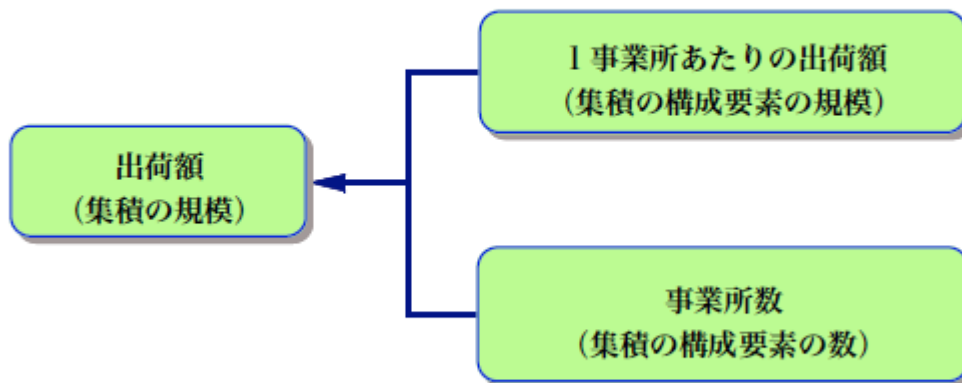 1事業所あたりの出荷額
（集積の構成要素の規模）
出荷額
（集積の規模）
事業所数
（集積の構成要素の数）